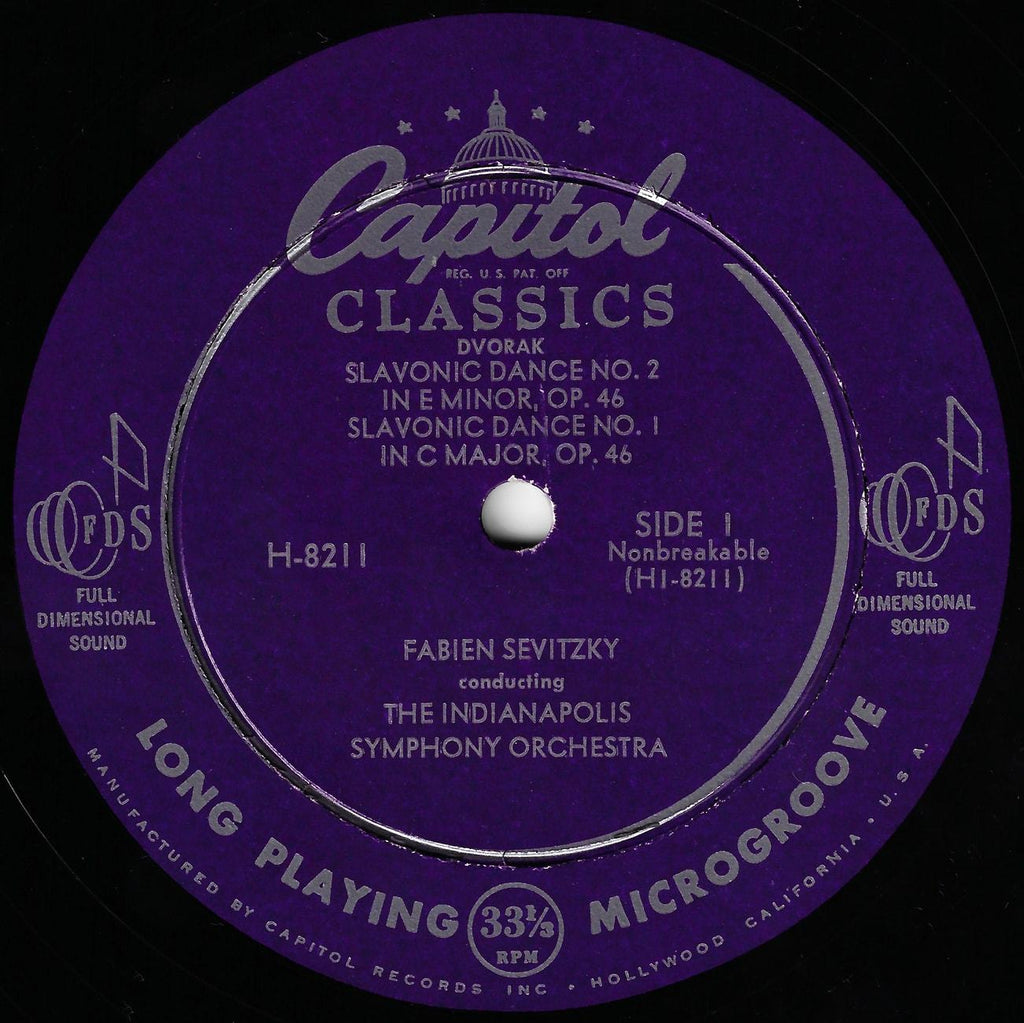 Capitol
REG. U.S. PAT. OFF
CLASSICS
DVORAK
SLAVONIC DANCE NO. 2
IN E MINOR, OP. 46
SLAVONIC DANCE NO. 1
IN C MAJOR, OP. 46
FDS
FULL
DIMENSIONAL
SOUND
H-8211
SIDE 1
Nonbreakable
(H1-8211)
FDS
FULL
DIMENSIONAL
SOUND
FABIEN SEVITZKY
conducting
THE INDIANAPOLIS
SYMPHONY ORCHESTRA
LONG PLAYING 33⅓ RPM MICROGROOVE
MANUFACTURED BY CAPITOL RECORDS INC • HOLLYWOOD CALIFORNIA • U.S.A.